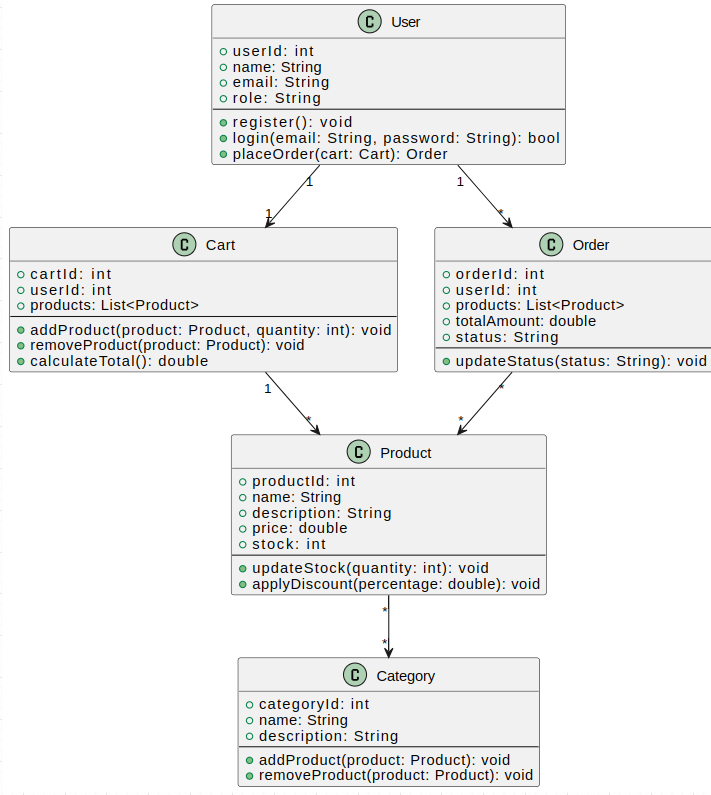 C User
userId: int
name: String
email: String
role: String
register(): void
login(email: String, password: String): bool
placeOrder(cart: Cart): Order
1 1
1 *
C Cart
cartId: int
userId: int
products: List<Product>
addProduct(product: Product, quantity: int): void
removeProduct(product: Product): void
calculateTotal(): double
C Order
orderId: int
userId: int
products: List<Product>
totalAmount: double
status: String
updateStatus(status: String): void
1 *
* *
C Product
productId: int
name: String
description: String
price: double
stock: int
updateStock(quantity: int): void
applyDiscount(percentage: double): void
*
*
C Category
categoryId: int
name: String
description: String
addProduct(product: Product): void
removeProduct(product: Product): void